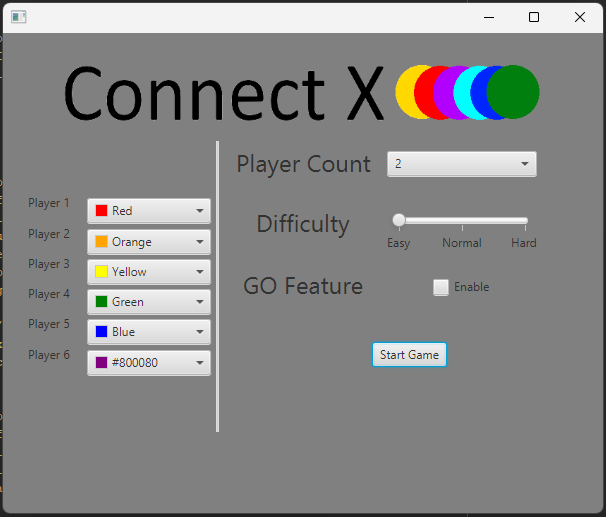 Connect X
Player 1 Red
Player 2 Orange
Player 3 Yellow
Player 4 Green
Player 5 Blue
Player 6 #800080
Player Count 2
Difficulty
Easy Normal Hard
GO Feature Enable
Start Game